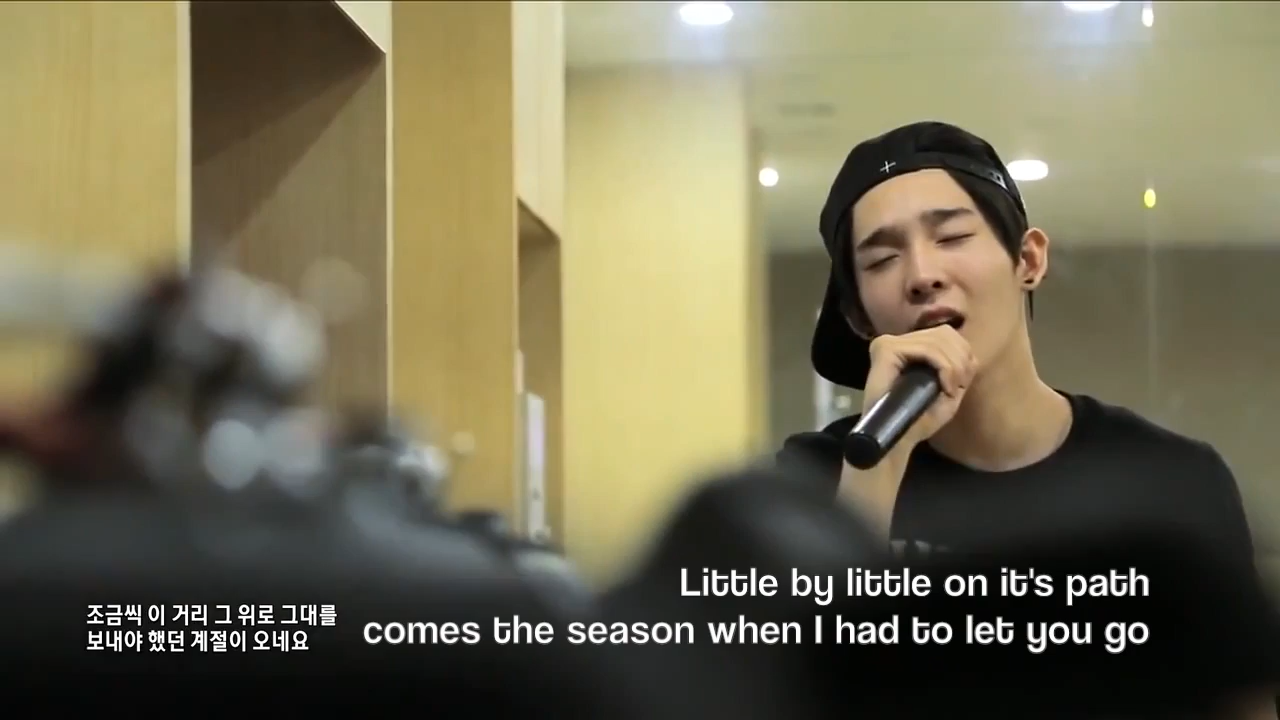 Little by little on it's path
comes the season when I had to let you go
조금씩 이 거리 그 위로 그대를
보내야 했던 계절이 오네요